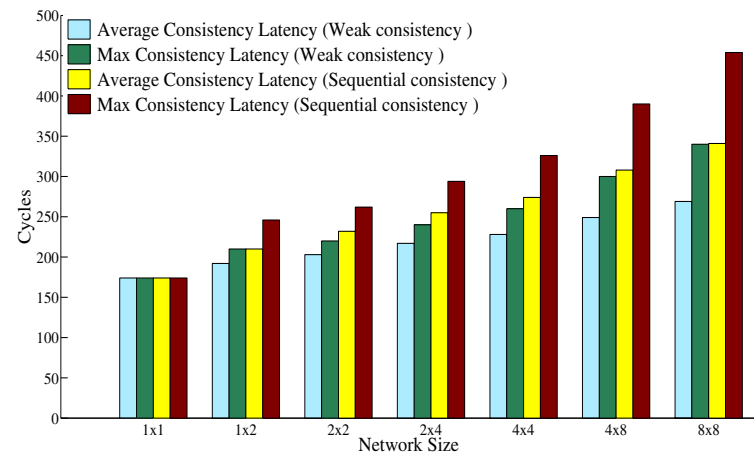 500
450
400
350
300
250
200
150
100
50
0
Cycles
Average Consistency Latency (Weak consistency )
Max Consistency Latency (Weak consistency )
Average Consistency Latency (Sequential consistency )
Max Consistency Latency (Sequential consistency )
1x1 1x2 2x2 2x4 4x4 4x8 8x8
Network Size